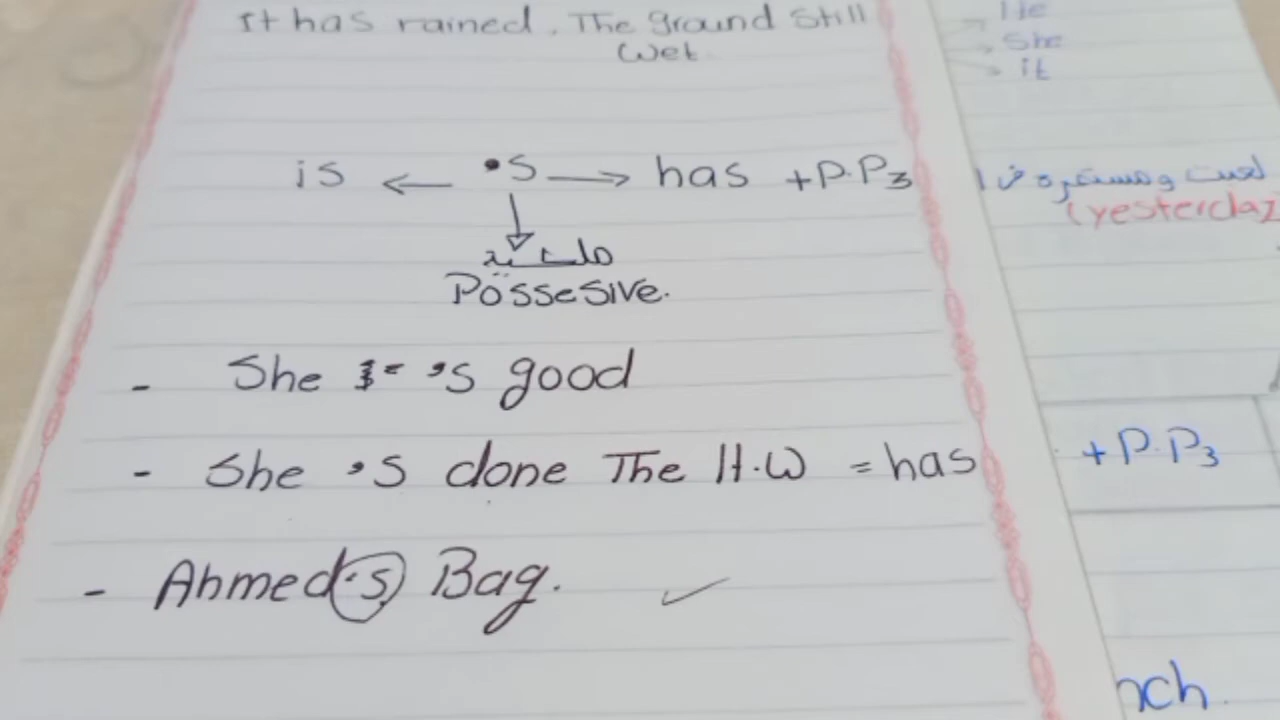 It has rained. The Ground Still
Wet
is ← 's → has + P.P3
ملكية
Possesive.
- She 's good
- She 's done The H.W = has
- Ahmed's Bag.
He
She
it
(yesterday
+ P.P3
nch.